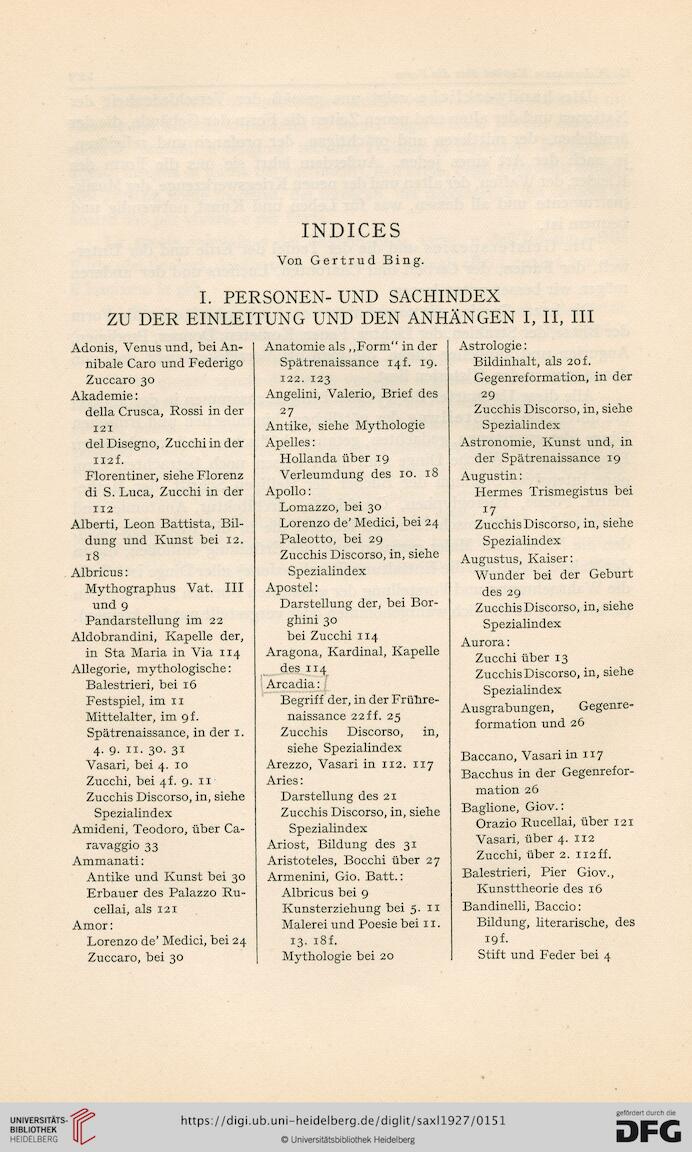 INDICES
Von Gertrud Bing.
I. PERSONEN- UND SACHINDEX
ZU DER EINLEITUNG UND DEN ANHÄNGEN I, II, III
Adonis, Venus und, bei An-
nibale Caro und Federigo
Zuccaro 30
Akademie:
della Crusca, Rossi in der
121
del Disegno, Zucchi in der
112f.
Florentiner, siehe Florenz
di S. Luca, Zucchi in der
112
Alberti, Leon Battista, Bil-
dung und Kunst bei 12.
18
Albricus:
Mythographus Vat. III
und 9
Pandarstellung im 22
Aldobrandini, Kapelle der,
in Sta Maria in Via 114
Allegorie, mythologische:
Balestrieri, bei 16
Festspiel, im 11
Mittelalter, im 9f.
Spätrenaissance, in der 1.
4. 9. 11. 30. 31
Vasari, bei 4. 10
Zucchi, bei 4f. 9. 11
Zucchis Discorso, in, siehe
Spezialindex
Amideni, Teodoro, über Ca-
ravaggio 33
Ammanati:
Antike und Kunst bei 30
Erbauer des Palazzo Ru-
cellai, als 121
Amor:
Lorenzo de' Medici, bei 24
Zuccaro, bei 30
Anatomie als „Form“ in der
Spätrenaissance 14f. 19.
122. 123
Angelini, Valerio, Brief des
27
Antike, siehe Mythologie
Apelles:
Hollanda über 19
Verleumdung des 10. 18
Apollo:
Lomazzo, bei 30
Lorenzo de' Medici, bei 24
Paleotto, bei 29
Zucchis Discorso, in, siehe
Spezialindex
Apostel:
Darstellung der, bei Bor-
ghini 30
bei Zucchi 114
Aragona, Kardinal, Kapelle
des 114
Arcadia:
Begriff der, in der Frühre-
naissance 22ff. 25
Zucchis Discorso, in,
siehe Spezialindex
Arezzo, Vasari in 112. 117
Aries:
Darstellung des 21
Zucchis Discorso, in, siehe
Spezialindex
Ariost, Bildung des 31
Aristoteles, Bocchi über 27
Armenini, Gio. Batt.:
Albricus bei 9
Kunsterziehung bei 5. 11
Malerei und Poesie bei 11.
13. 18f.
Mythologie bei 20
Astrologie:
Bildinhalt, als 20f.
Gegenreformation, in der
29
Zucchis Discorso, in, siehe
Spezialindex
Astronomie, Kunst und, in
der Spätrenaissance 19
Augustin:
Hermes Trismegistus bei
17
Zucchis Discorso, in, siehe
Spezialindex
Augustus, Kaiser:
Wunder bei der Geburt
des 29
Zucchis Discorso, in, siehe
Spezialindex
Aurora:
Zucchi über 13
Zucchis Discorso, in, siehe
Spezialindex
Ausgrabungen, Gegenre-
formation und 26
Baccano, Vasari in 117
Bacchus in der Gegenrefor-
mation 26
Baglione, Giov.:
Orazio Rucellai, über 121
Vasari, über 4. 112
Zucchi, über 2. 112ff.
Balestrieri, Pier Giov.,
Kunsttheorie des 16
Bandinelli, Baccio:
Bildung, literarische, des
19f.
Stift und Feder bei 4
UNIVERSITÄTS-
BIBLIOTHEK
HEIDELBERG
https://digi.ub.uni-heidelberg.de/diglit/saxl1927/0151
© Universitätsbibliothek Heidelberg
gefördert durch die
DFG